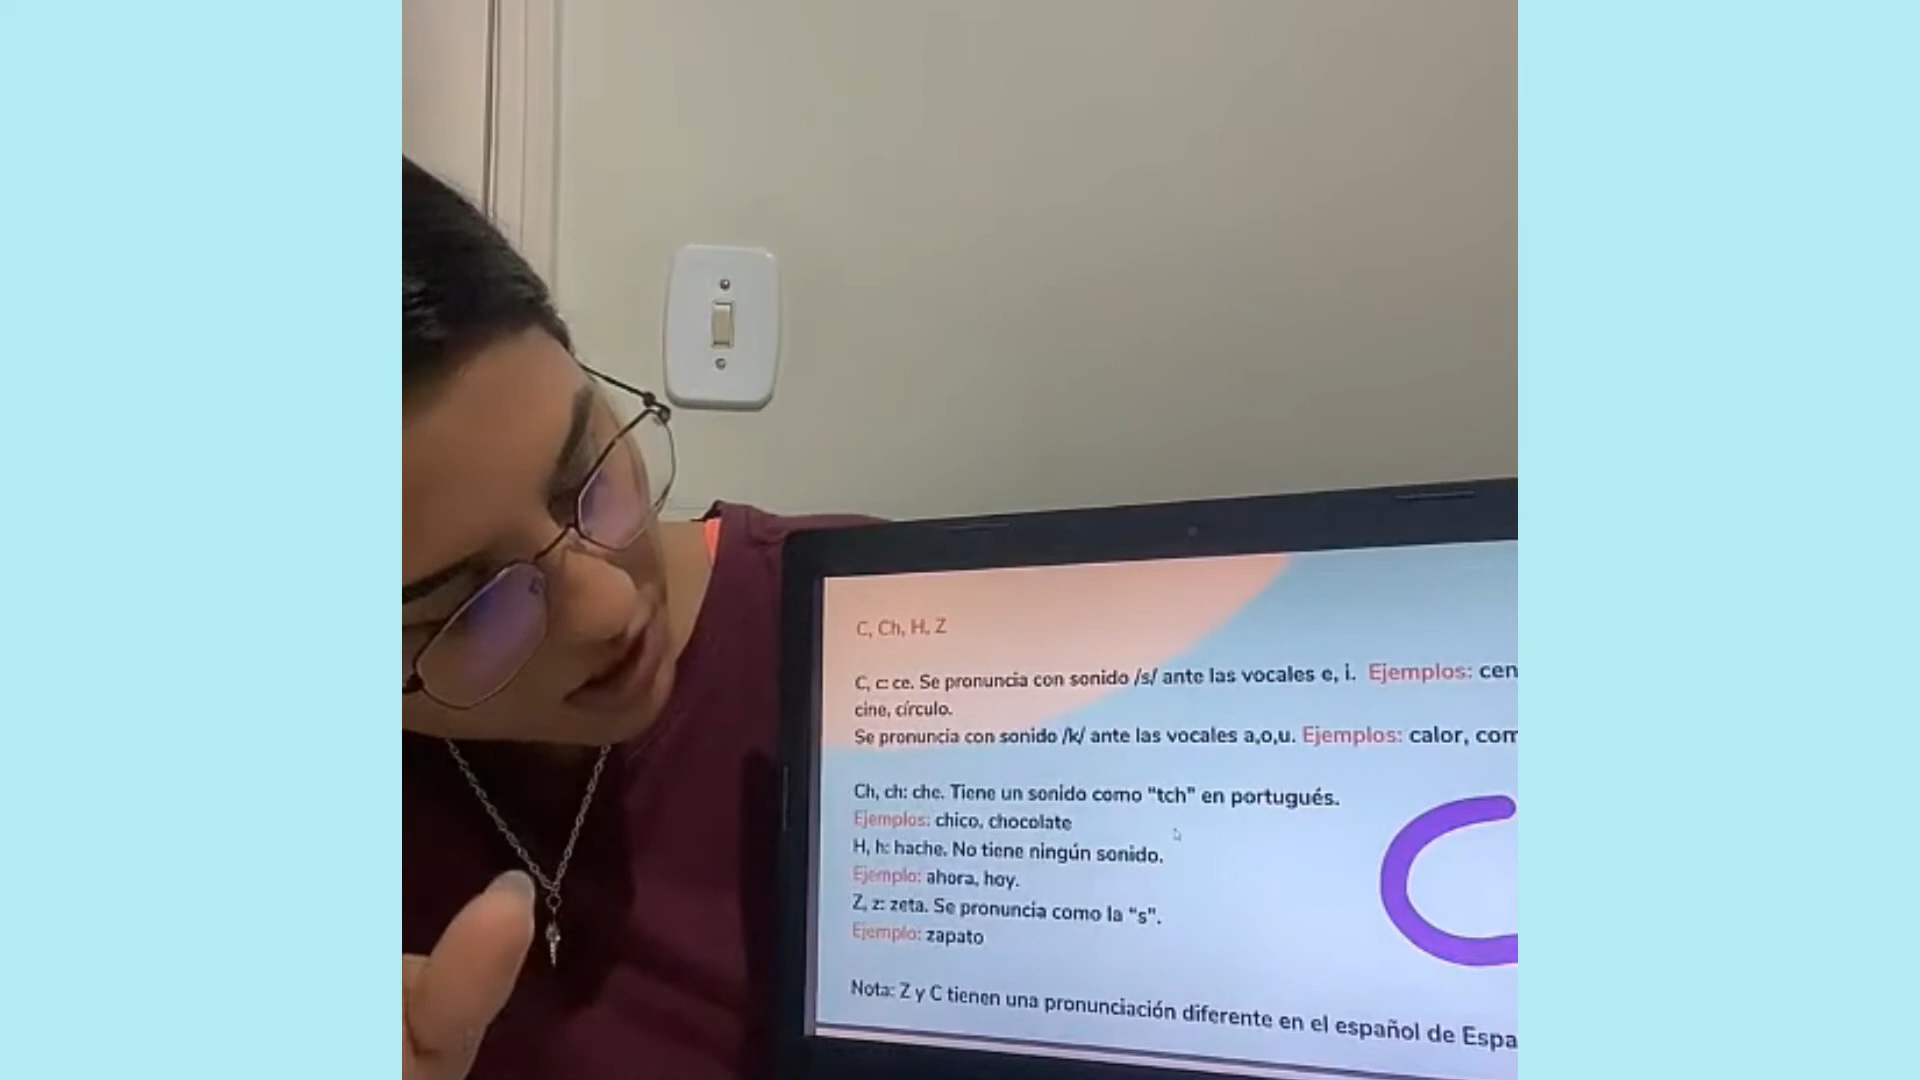 C, Ch, H, Z
C, c: ce. Se pronuncia con sonido /s/ ante las vocales e, i. Ejemplos: cen
cine, círculo.
Se pronuncia con sonido /k/ ante las vocales a,o,u. Ejemplos: calor, com
Ch, ch: che. Tiene un sonido como "tch" en portugués.
Ejemplos: chico, chocolate
H, h: hache. No tiene ningún sonido.
Ejemplo: ahora, hoy.
Z, z: zeta. Se pronuncia como la "s".
Ejemplo: zapato
Nota: Z y C tienen una pronunciación diferente en el español de Espa